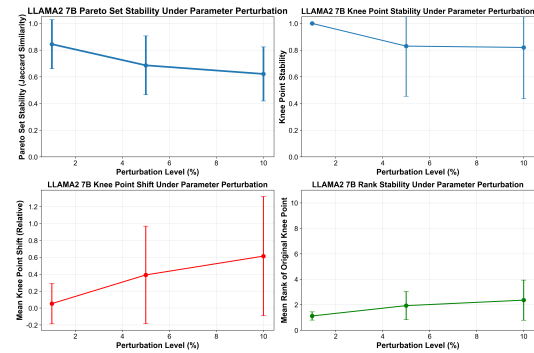 LLAMA2 7B Pareto Set Stability Under Parameter Perturbation
Pareto Set Stability (Jaccard Similarity)
1.0
0.8
0.6
0.4
0.2
0.0
2 4 6 8 10
Perturbation Level (%)
LLAMA2 7B Knee Point Stability Under Parameter Perturbation
Knee Point Stability
1.0
0.8
0.6
0.4
0.2
0.0
2 4 6 8 10
Perturbation Level (%)
LLAMA2 7B Knee Point Shift Under Parameter Perturbation
Mean Knee Point Shift (Relative)
1.2
1.0
0.8
0.6
0.4
0.2
0.0
-0.2
2 4 6 8 10
Perturbation Level (%)
LLAMA2 7B Rank Stability Under Parameter Perturbation
Mean Rank of Original Knee Point
10
8
6
4
2
0
2 4 6 8 10
Perturbation Level (%)